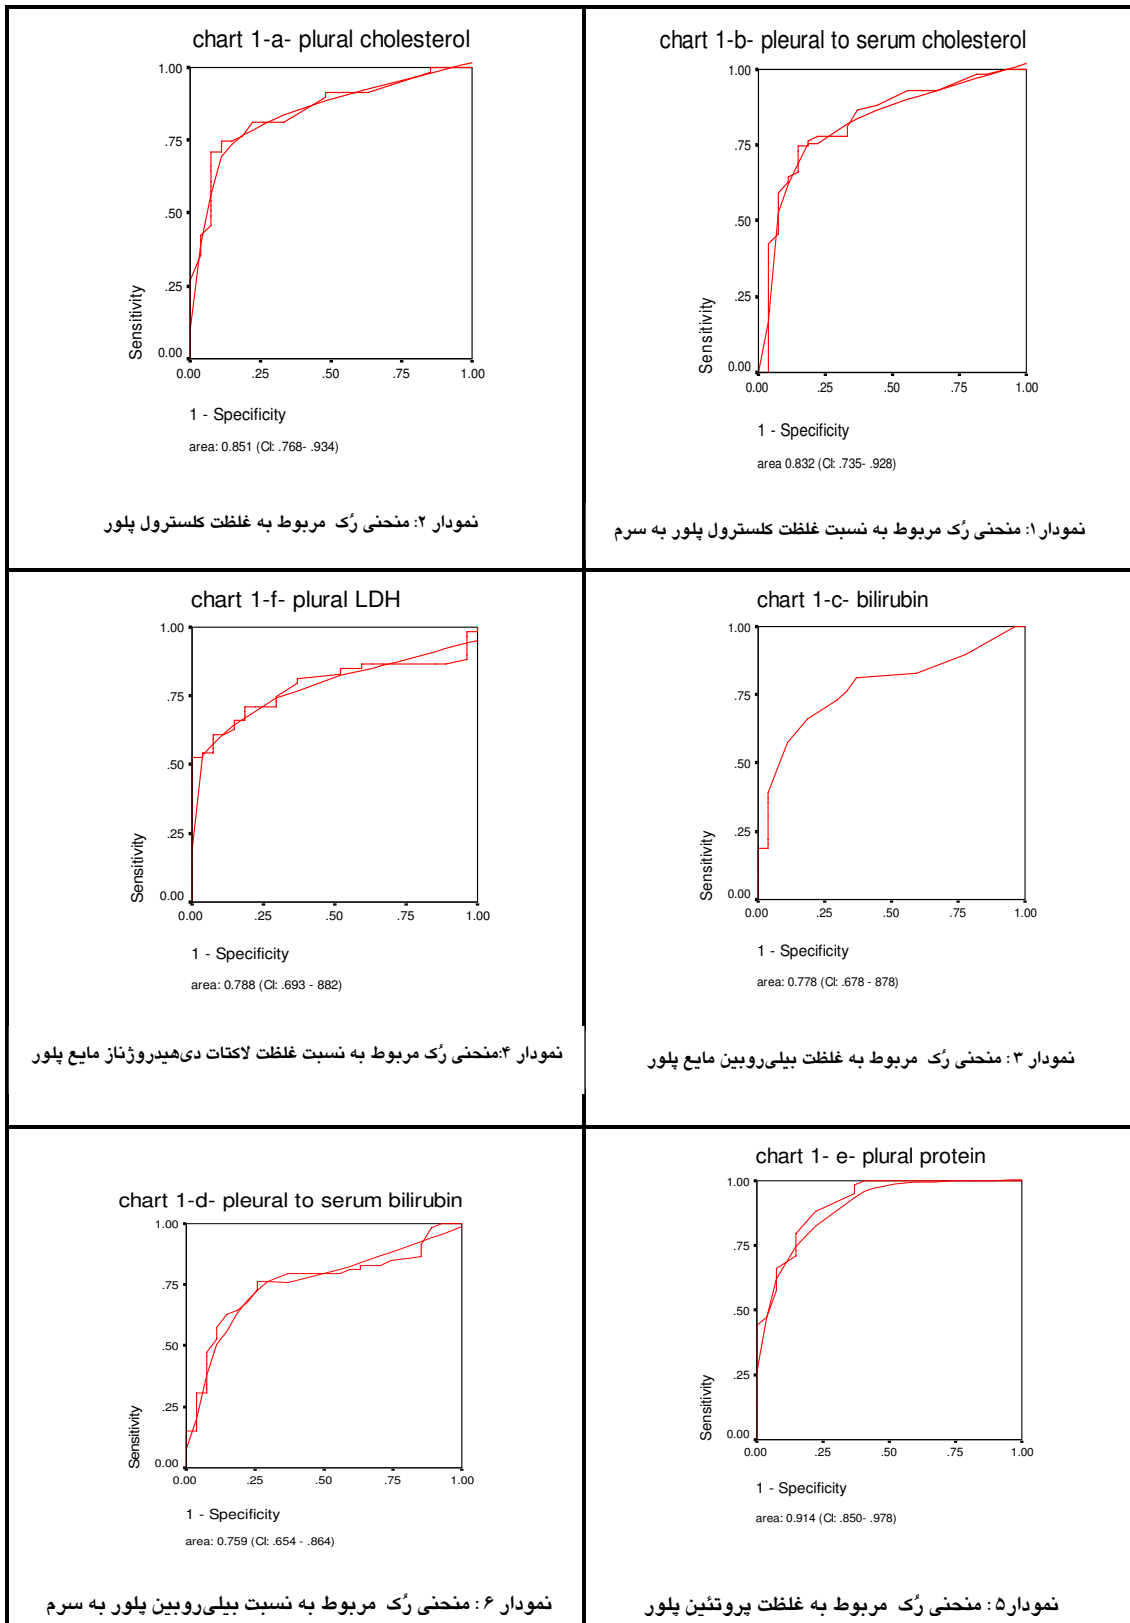 chart 1-a- plural cholesterol
1.00
.75
.50
.25
0.00
Sensitivity
0.00 .25 .50 .75 1.00
1 - Specificity
area: 0.851 (CI: .768- .934)
نمودار ۲: منحنی رُک مربوط به غلظت کلسترول پلور
chart 1-b- pleural to serum cholesterol
1.00
.75
.50
.25
0.00
Sensitivity
0.00 .25 .50 .75 1.00
1 - Specificity
area 0.832 (CI: .735- .928)
نمودار ۱: منحنی رُک مربوط به نسبت غلظت کلسترول پلور به سرم
chart 1-f- plural LDH
1.00
.75
.50
.25
0.00
Sensitivity
0.00 .25 .50 .75 1.00
1 - Specificity
area: 0.788 (CI: .693 - 882)
نمودار ۴:منحنی رُک مربوط به نسبت غلظت لاکتات دی‌هیدروژناز مایع پلور
chart 1-c- bilirubin
1.00
.75
.50
.25
0.00
Sensitivity
0.00 .25 .50 .75 1.00
1 - Specificity
area: 0.778 (CI: .678 - 878)
نمودار ۳ : منحنی رُک مربوط به غلظت بیلی‌روبین مایع پلور
chart 1-d- pleural to serum bilirubin
1.00
.75
.50
.25
0.00
Sensitivity
0.00 .25 .50 .75 1.00
1 - Specificity
area: 0.759 (CI: .654 - .864)
نمودار ۶ : منحنی رُک مربوط به نسبت بیلی‌روبین پلور به سرم
chart 1- e- plural protein
1.00
.75
.50
.25
0.00
Sensitivity
0.00 .25 .50 .75 1.00
1 - Specificity
area: 0.914 (CI: .850- .978)
نمودار۵ : منحنی رُک مربوط به غلظت پروتئین پلور